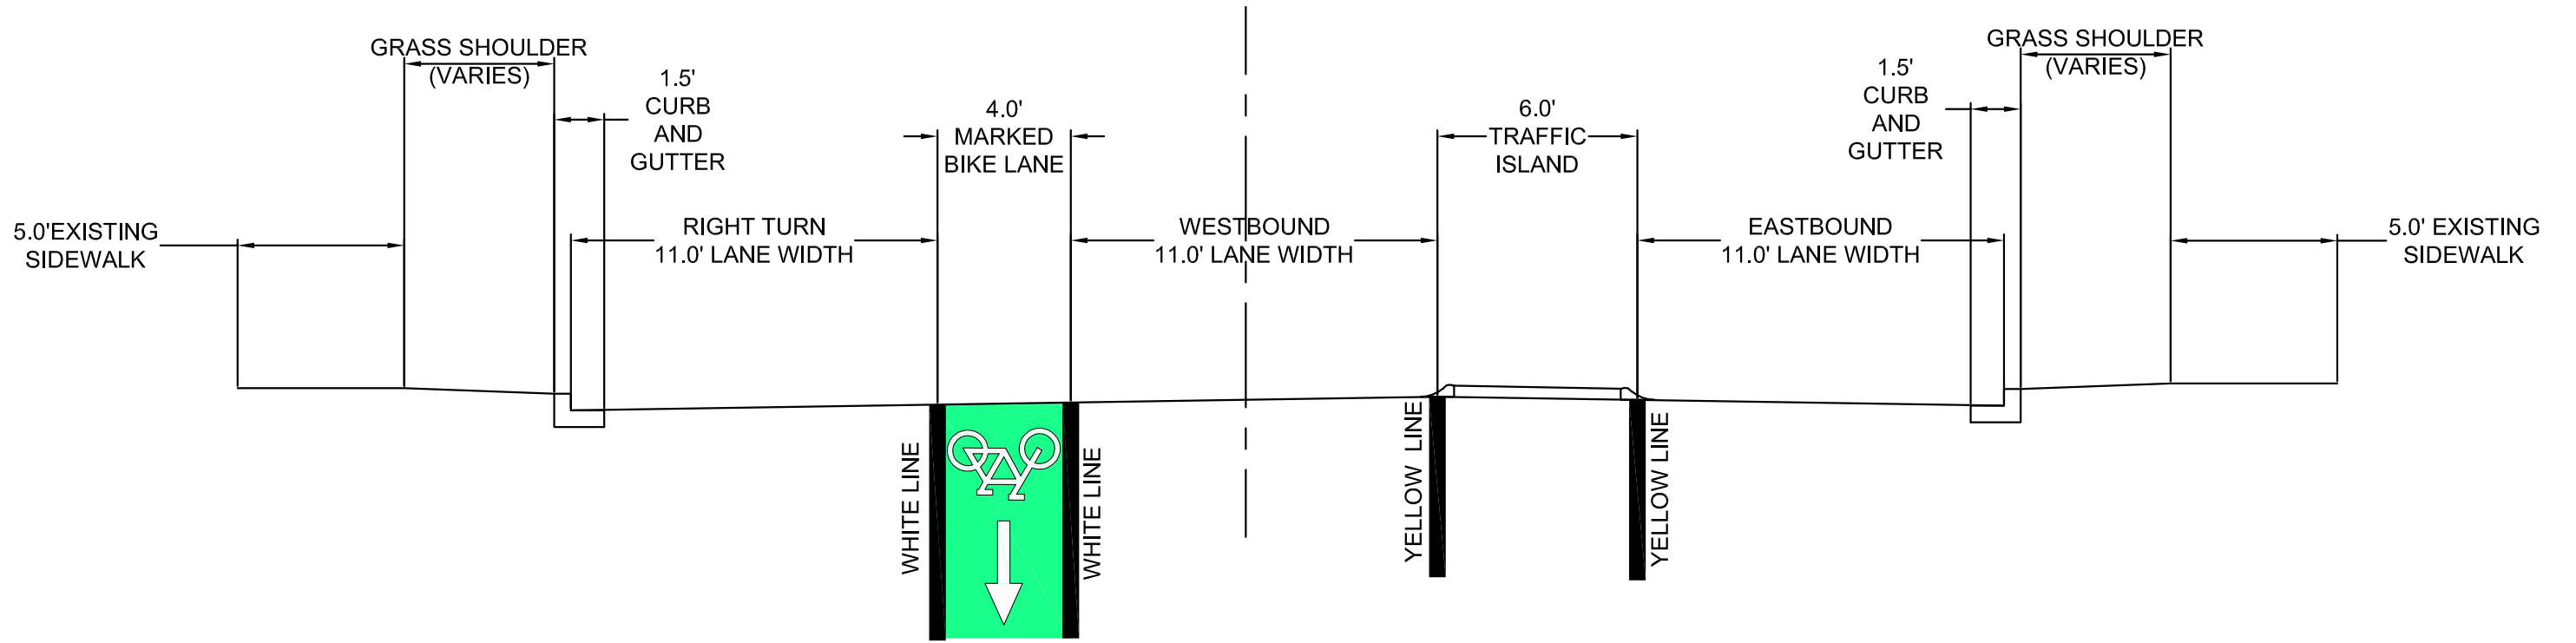 GRASS SHOULDER
(VARIES)
1.5'
CURB
AND
GUTTER
4.0'
MARKED
BIKE LANE
6.0'
TRAFFIC
ISLAND
1.5'
CURB
AND
GUTTER
GRASS SHOULDER
(VARIES)
5.0'EXISTING
SIDEWALK
RIGHT TURN
11.0' LANE WIDTH
WESTBOUND
11.0' LANE WIDTH
EASTBOUND
11.0' LANE WIDTH
5.0' EXISTING
SIDEWALK
WHITE LINE
WHITE LINE
YELLOW LINE
YELLOW LINE